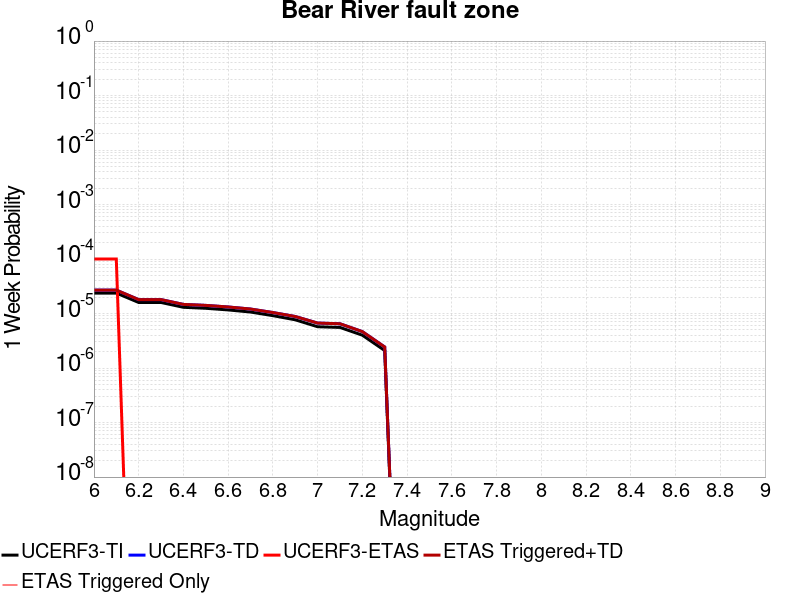 Bear River fault zone
1 Week Probability
10^0
10^-1
10^-2
10^-3
10^-4
10^-5
10^-6
10^-7
10^-8
6 6.2 6.4 6.6 6.8 7 7.2 7.4 7.6 7.8 8 8.2 8.4 8.6 8.8 9
Magnitude
UCERF3-TI UCERF3-TD UCERF3-ETAS ETAS Triggered+TD
ETAS Triggered Only